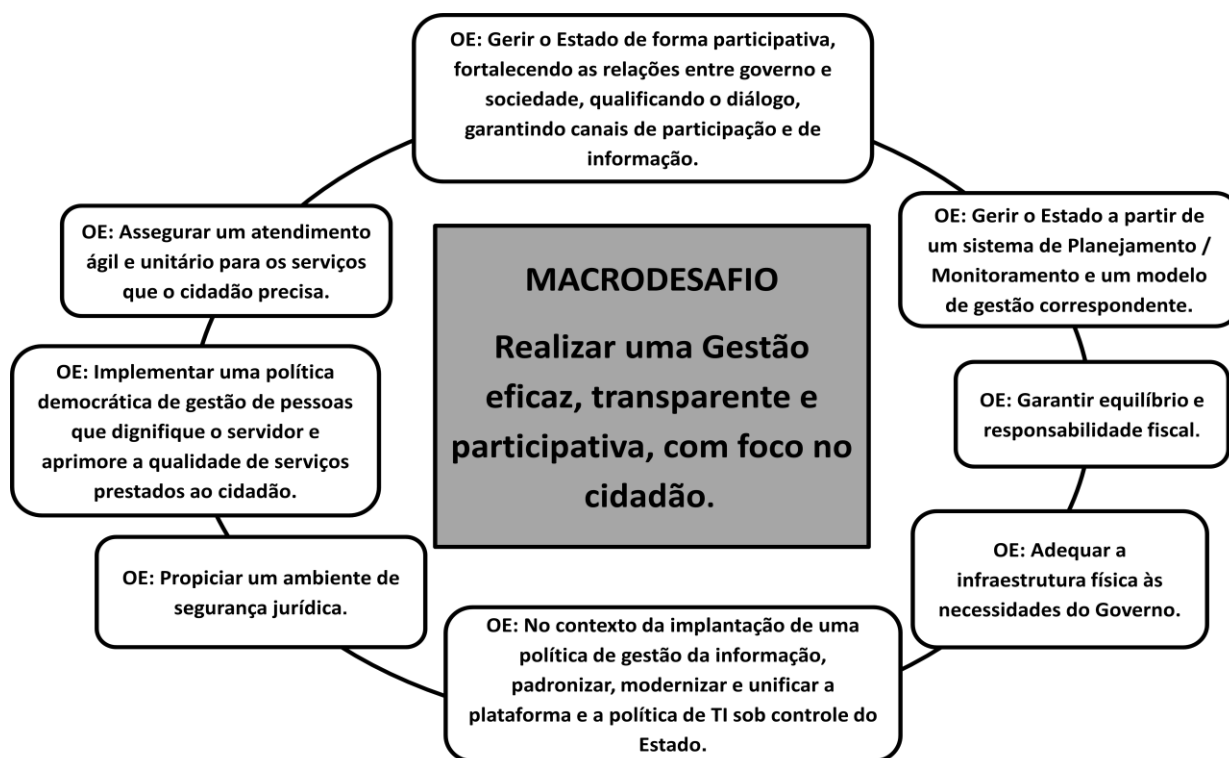 OE: Gerir o Estado de forma participativa,
fortalecendo as relações entre governo e
sociedade, qualificando o diálogo,
garantindo canais de participação e de
informação.
OE: Assegurar um atendimento
ágil e unitário para os serviços
que o cidadão precisa.
MACRODESAFIO
Realizar uma Gestão
eficaz, transparente e
participativa, com foco no
cidadão.
OE: Gerir o Estado a partir de
um sistema de Planejamento /
Monitoramento e um modelo
de gestão correspondente.
OE: Implementar uma política
democrática de gestão de pessoas
que dignifique o servidor e
aprimore a qualidade de serviços
prestados ao cidadão.
OE: Garantir equilíbrio e
responsabilidade fiscal.
OE: Propiciar um ambiente de
segurança jurídica.
OE: Adequar a
infraestrutura física às
necessidades do Governo.
OE: No contexto da implantação de uma
política de gestão da informação,
padronizar, modernizar e unificar a
plataforma e a política de TI sob controle do
Estado.